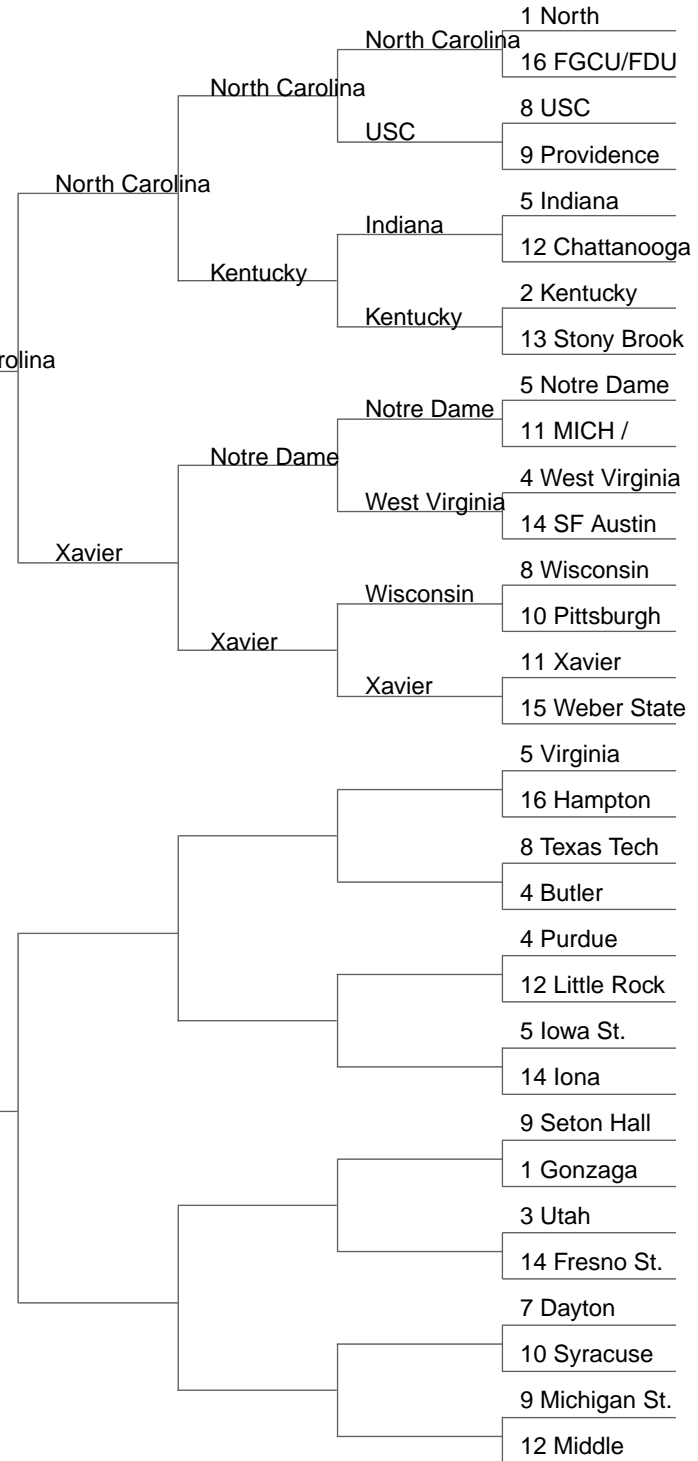 1 North
North Carolina
16 FGCU/FDU
North Carolina
8 USC
USC
9 Providence
North Carolina
5 Indiana
Indiana
12 Chattanooga
Kentucky
2 Kentucky
Kentucky
13 Stony Brook
rolina
5 Notre Dame
Notre Dame
11 MICH /
Notre Dame
4 West Virginia
West Virginia
14 SF Austin
Xavier
8 Wisconsin
Wisconsin
10 Pittsburgh
Xavier
11 Xavier
Xavier
15 Weber State
5 Virginia
16 Hampton
8 Texas Tech
4 Butler
4 Purdue
12 Little Rock
5 Iowa St.
14 Iona
9 Seton Hall
1 Gonzaga
3 Utah
14 Fresno St.
7 Dayton
10 Syracuse
9 Michigan St.
12 Middle